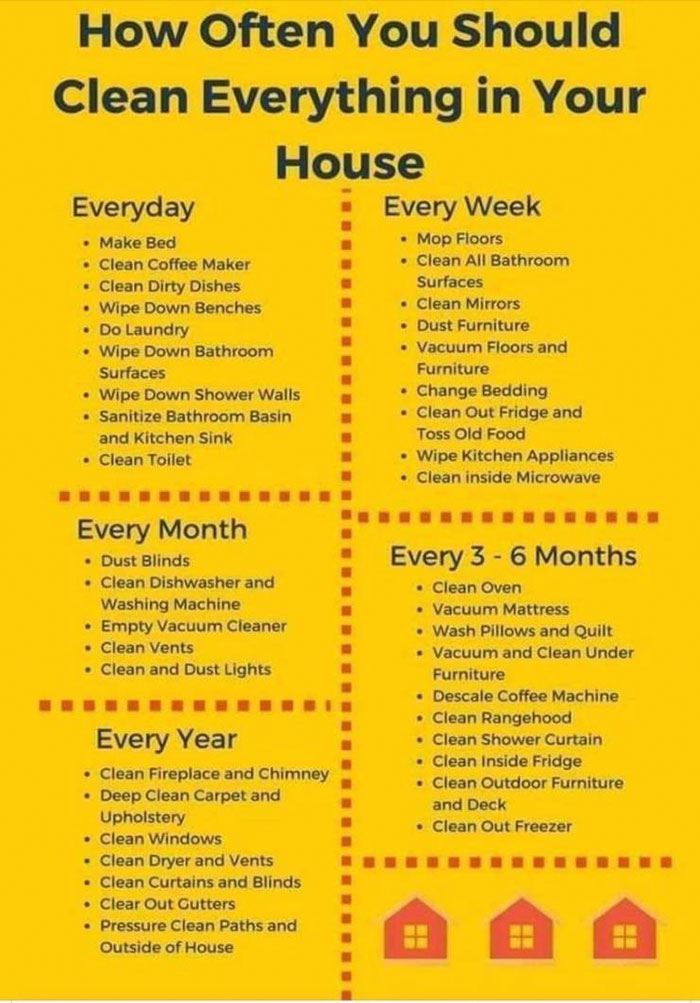 How Often You Should
Clean Everything in Your
House
Everyday
• Make Bed
• Clean Coffee Maker
• Clean Dirty Dishes
• Wipe Down Benches
• Do Laundry
• Wipe Down Bathroom
Surfaces
• Wipe Down Shower Walls
• Sanitize Bathroom Basin
and Kitchen Sink
• Clean Toilet
Every Week
• Mop Floors
• Clean All Bathroom
Surfaces
• Clean Mirrors
• Dust Furniture
• Vacuum Floors and
Furniture
• Change Bedding
• Clean Out Fridge and
Toss Old Food
• Wipe Kitchen Appliances
• Clean inside Microwave
Every Month
• Dust Blinds
• Clean Dishwasher and
Washing Machine
• Empty Vacuum Cleaner
• Clean Vents
• Clean and Dust Lights
Every 3 - 6 Months
• Clean Oven
• Vacuum Mattress
• Wash Pillows and Quilt
• Vacuum and Clean Under
Furniture
• Descale Coffee Machine
• Clean Rangehood
• Clean Shower Curtain
• Clean Inside Fridge
• Clean Outdoor Furniture
and Deck
• Clean Out Freezer
Every Year
• Clean Fireplace and Chimney
• Deep Clean Carpet and
Upholstery
• Clean Windows
• Clean Dryer and Vents
• Clean Curtains and Blinds
• Clear Out Gutters
• Pressure Clean Paths and
Outside of House